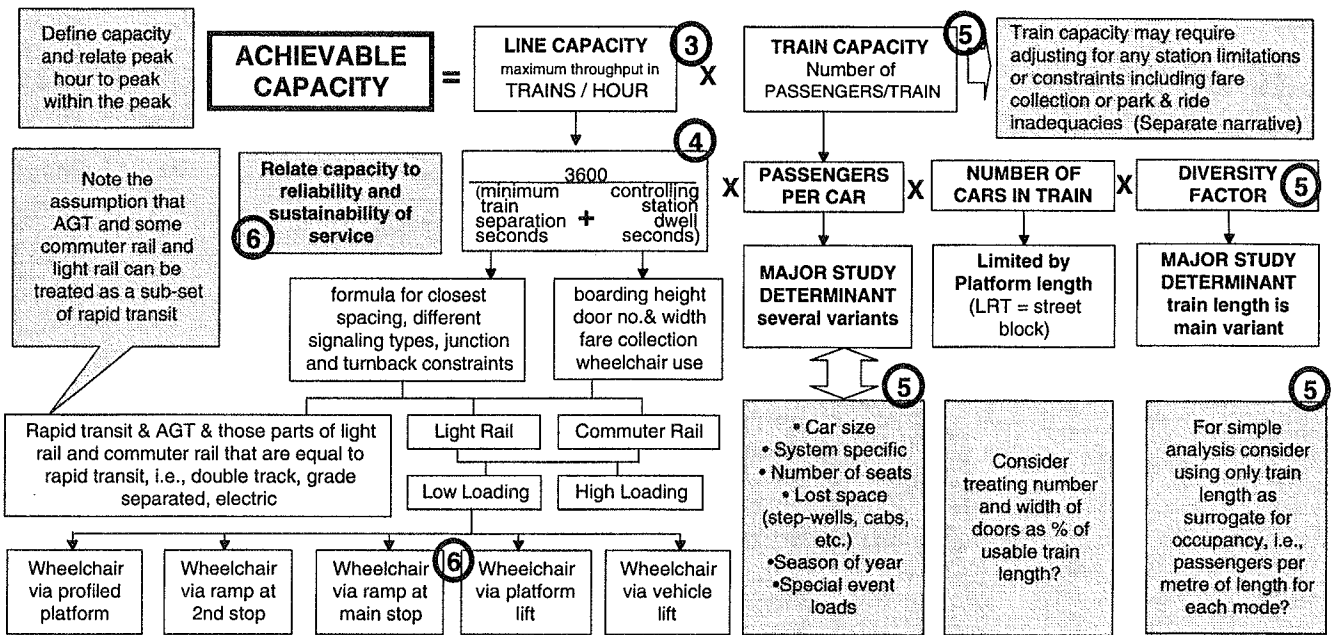 Define capacity
and relate peak
hour to peak
within the peak
ACHIEVABLE
CAPACITY
=
LINE CAPACITY
maximum throughput in
TRAINS / HOUR
3
X
TRAIN CAPACITY
Number of
PASSENGERS/TRAIN
5
Train capacity may require
adjusting for any station limitations
or constraints including fare
collection or park & ride
inadequacies (Separate narrative)
Note the
assumption that
AGT and some
commuter rail and
light rail can be
treated as a sub-set
of rapid transit
Relate capacity to
reliability and
sustainability of
service
6
4
3600
(minimum
train
separation
seconds
+
controlling
station
dwell
seconds)
X
PASSENGERS
PER CAR
X
NUMBER OF
CARS IN TRAIN
X
DIVERSITY
FACTOR
5
formula for closest
spacing, different
signaling types, junction
and turnback constraints
boarding height
door no.& width
fare collection
wheelchair use
MAJOR STUDY
DETERMINANT
several variants
Limited by
Platform length
(LRT = street
block)
MAJOR STUDY
DETERMINANT
train length is
main variant
Rapid transit & AGT & those parts of light
rail and commuter rail that are equal to
rapid transit, i.e., double track, grade
separated, electric
Light Rail
Commuter Rail
Low Loading
High Loading
5
• Car size
• System specific
• Number of seats
• Lost space
(step-wells, cabs,
etc.)
•Season of year
•Special event
loads
Consider
treating number
and width of
doors as % of
usable train
length?
5
For simple
analysis consider
using only train
length as
surrogate for
occupancy, i.e.,
passengers per
metre of length for
each mode?
Wheelchair
via profiled
platform
Wheelchair
via ramp at
2nd stop
Wheelchair
via ramp at
main stop
6
Wheelchair
via platform
lift
Wheelchair
via vehicle
lift